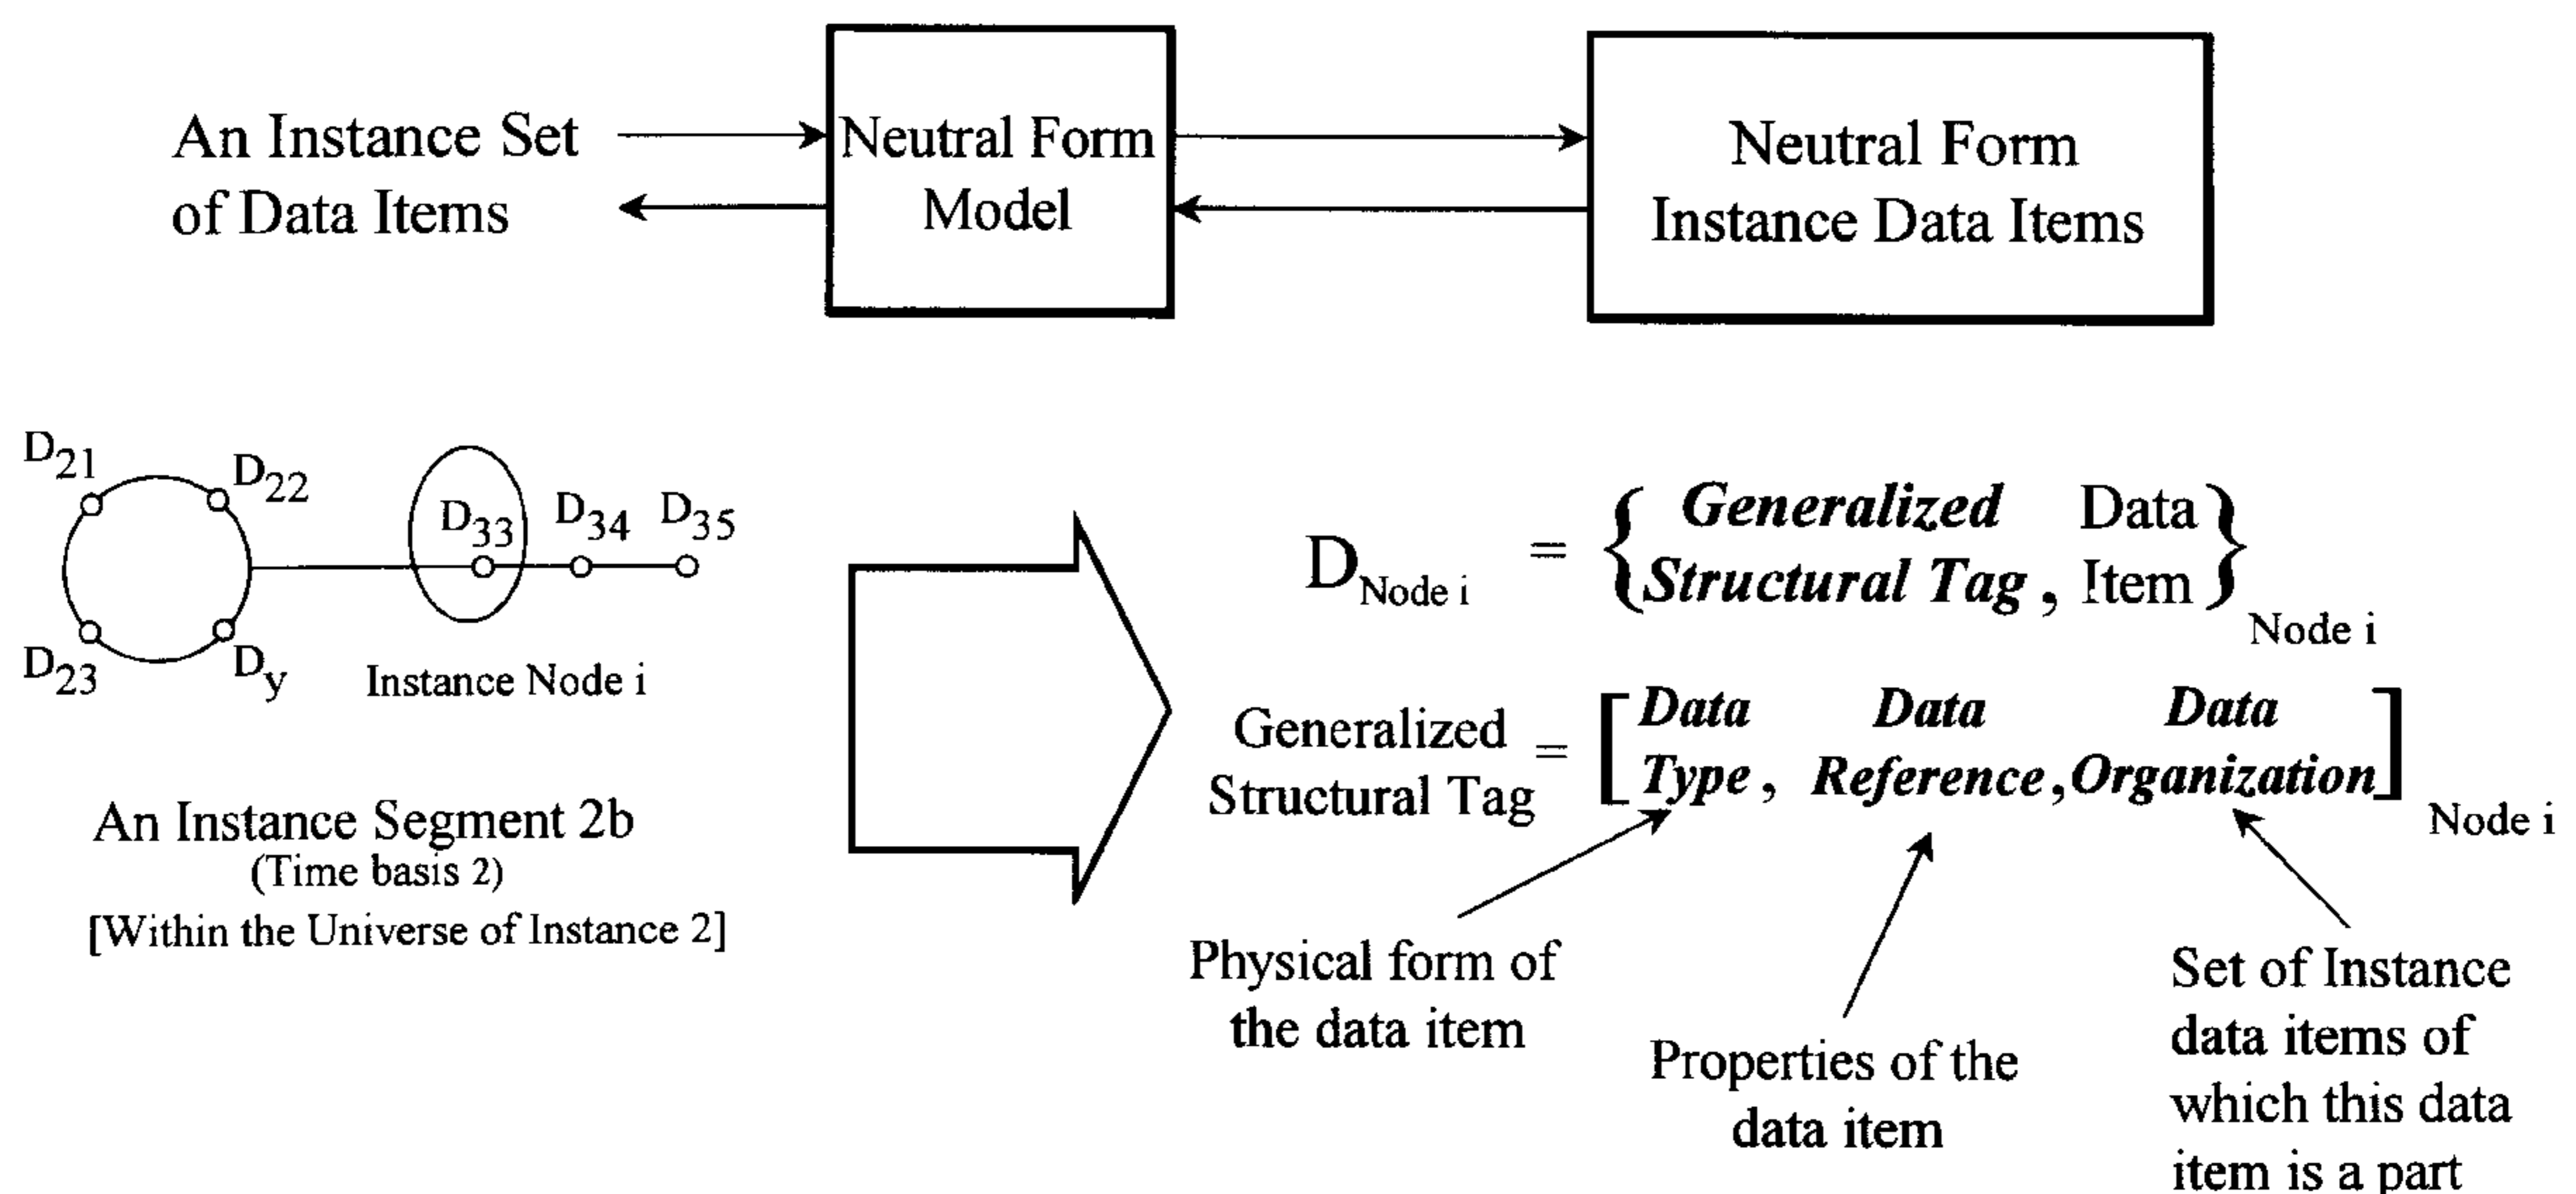 An Instance Set
of Data Items
Neutral Form
Model
Neutral Form
Instance Data Items
D21
D22
D33
D34
D35
D23
Dy
Instance Node i
An Instance Segment 2b
(Time basis 2)
[Within the Universe of Instance 2]
D Node i = { Generalized Data
Structural Tag, Item } Node i
Generalized
Structural Tag
= [ Data Data Data
Type, Reference, Organization ] Node i
Physical form of
the data item
Properties of the
data item
Set of Instance
data items of
which this data
item is a part